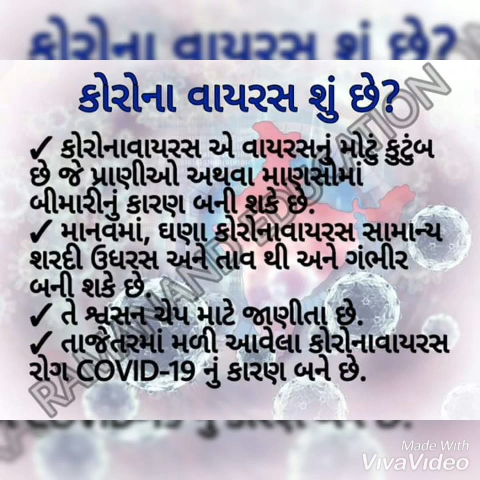 કોરોના વાયરસ શું છે?
✓ કોરોનાવાયરસ એ વાયરસનું મોટું કુટુંબ
છે જે પ્રાણીઓ અથવા માણસોમાં
બીમારીનું કારણ બની શકે છે.
✓ માનવમાં, ઘણા કોરોનાવાયરસ સામાન્ય
શરદી ઉધરસ અને તાવ થી અને ગંભીર
બની શકે છે.
✓ તે શ્વસન ચેપ માટે જાણીતા છે.
✓ તાજેતરમાં મળી આવેલા કોરોનાવાયરસ
રોગ COVID-19 નું કારણ બને છે.
Made With
VivaVideo